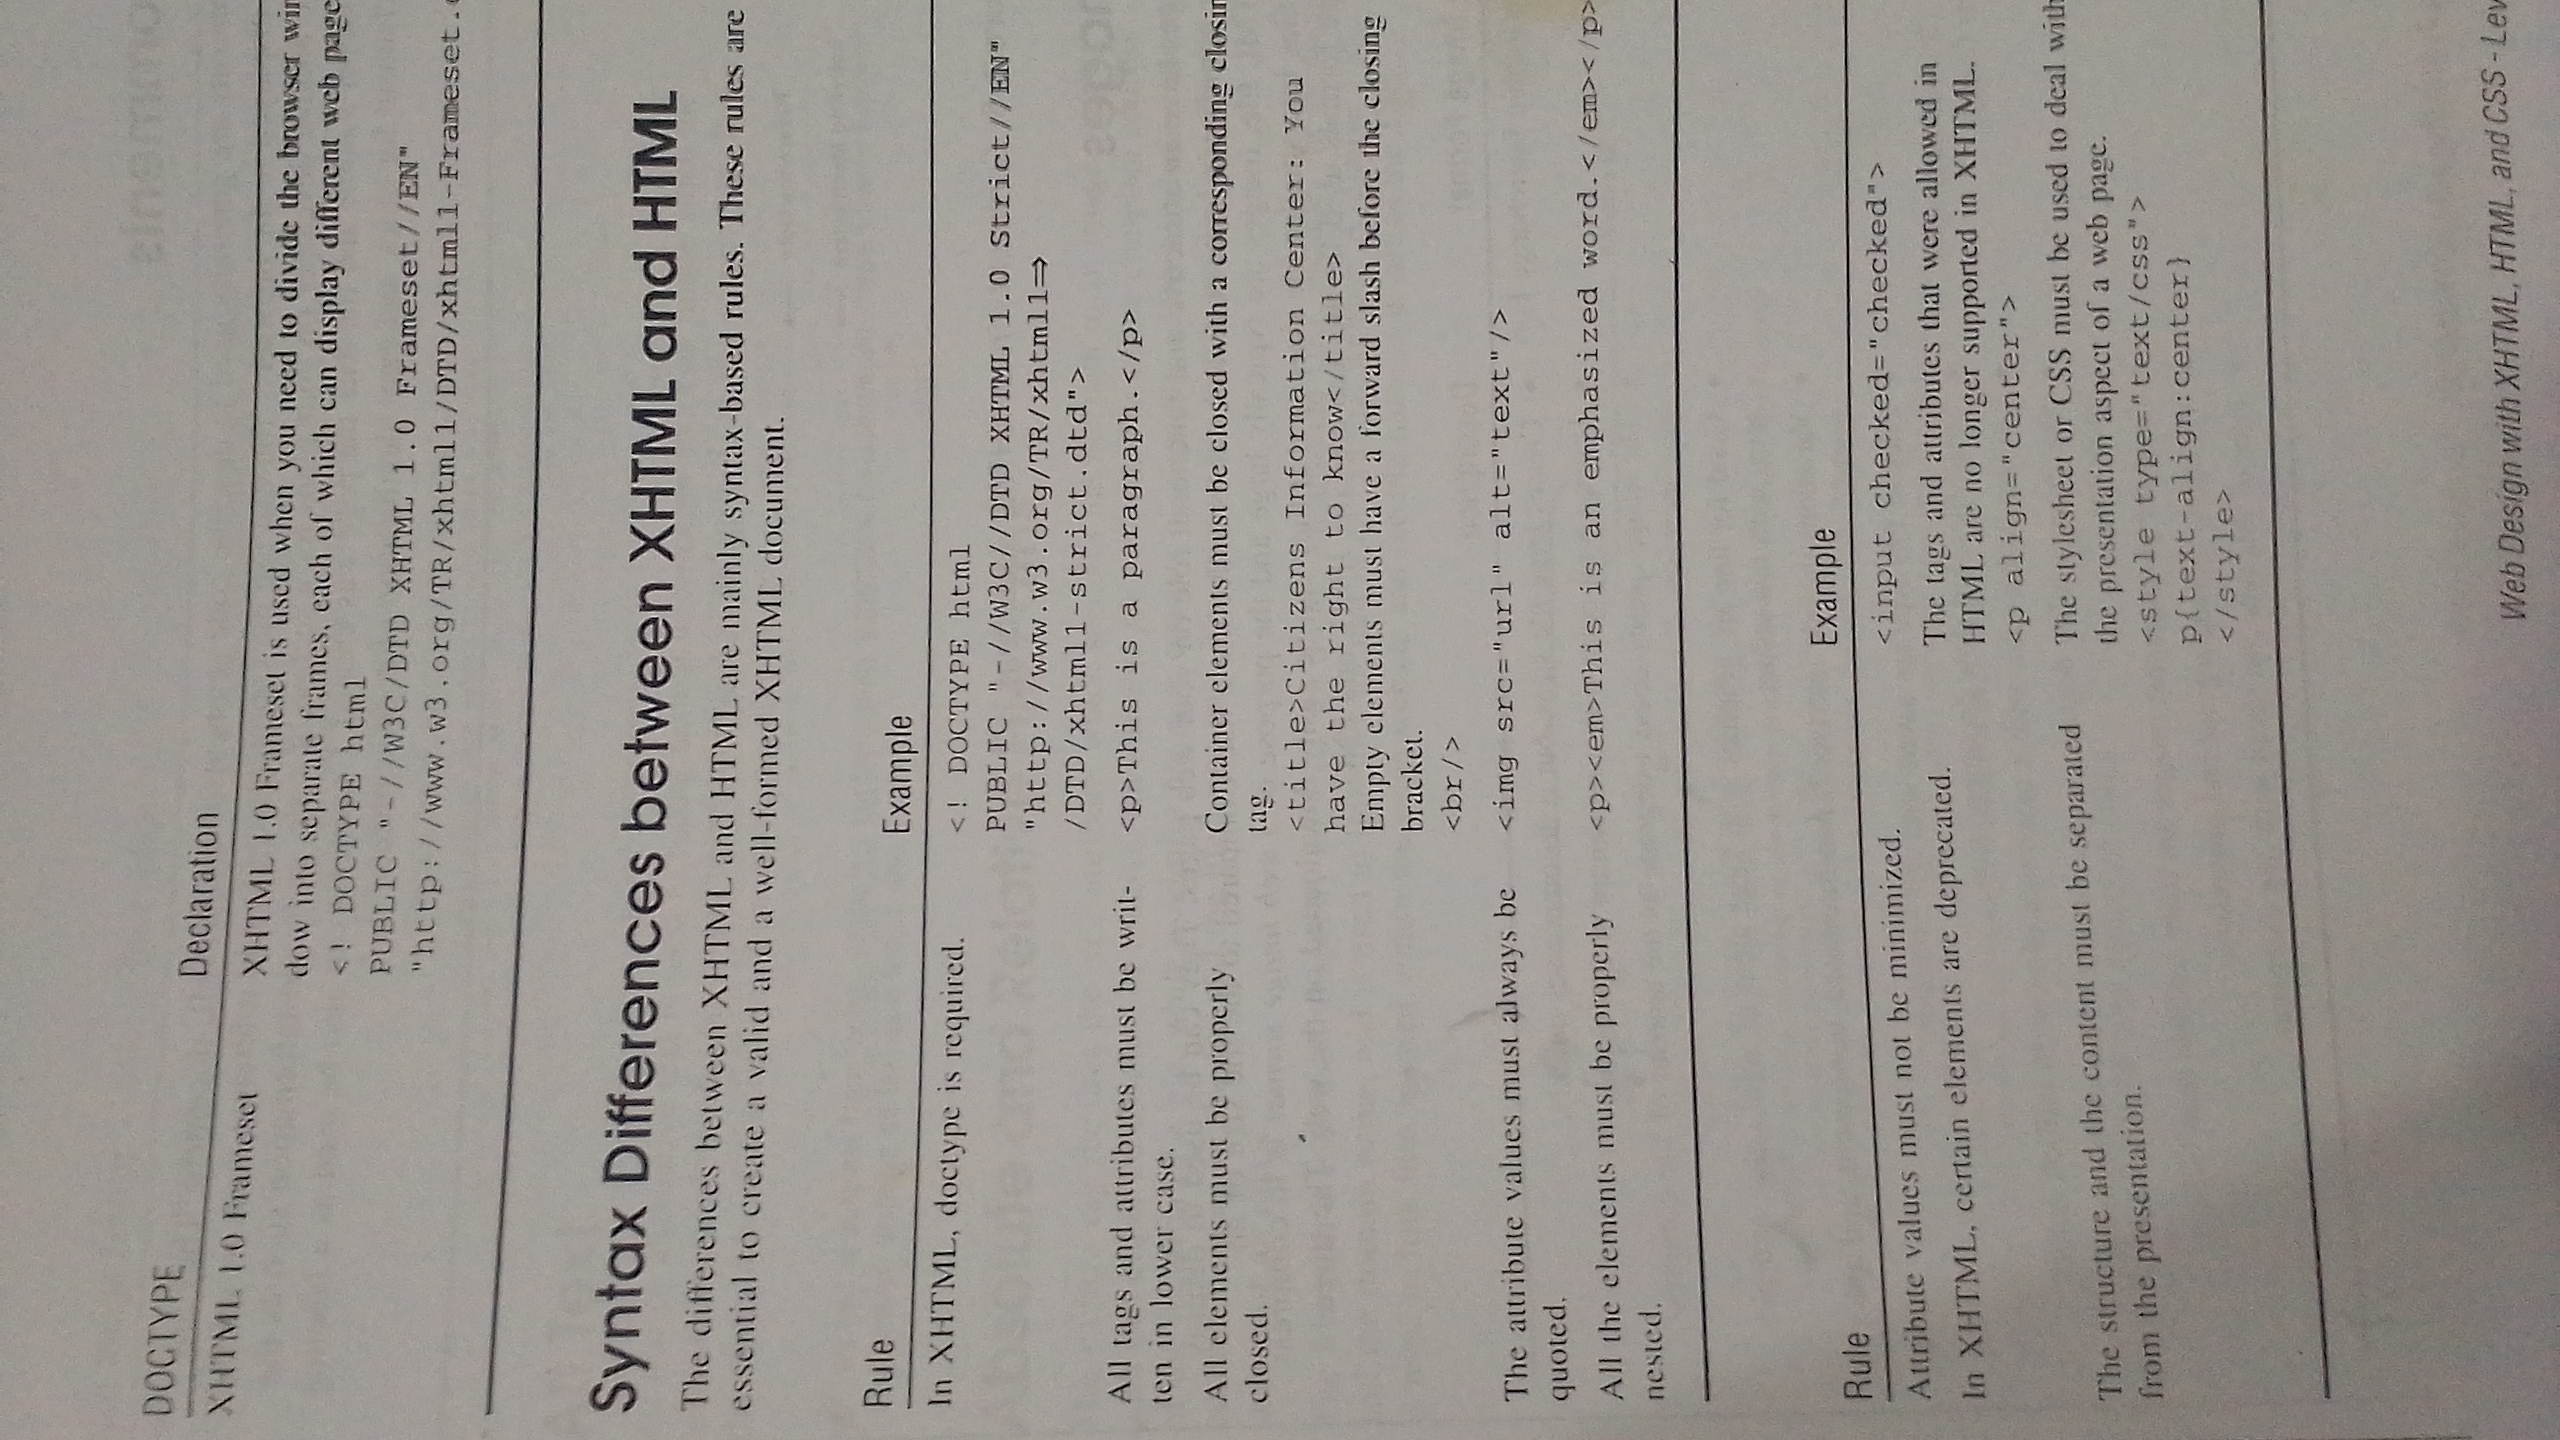 DOCTYPE
Declaration
XHTML 1.0 Frameset
XHTML 1.0 Frameset is used when you need to divide the browser win
dow into separate frames, each of which can display different web page
<! DOCTYPE html
PUBLIC "-//W3C/DTD XHTML 1.0 Frameset//EN"
"http://www.w3.org/TR/xhtml1/DTD/xhtml1-Frameset.
Syntax Differences between XHTML and HTML
The differences between XHTML and HTML are mainly syntax-based rules. These rules are
essential to create a valid and a well-formed XHTML document.
Rule
Example
In XHTML, doctype is required.
<! DOCTYPE html
PUBLIC "-//W3C//DTD XHTML 1.0 Strict//EN"
"http://www.w3.org/TR/xhtml1⇒
/DTD/xhtml1-strict.dtd">
All tags and attributes must be writ-
ten in lower case.
<p>This is a paragraph.</p>
All elements must be properly
closed.
Container elements must be closed with a corresponding closin
tag.
<title>Citizens Information Center: You
have the right to know</title>
Empty elements must have a forward slash before the closing
bracket.
<br/>
The attribute values must always be
quoted.
<img src="url" alt="text"/>
All the elements must be properly
nested.
<p><em>This is an emphasized word.</em></p>
Rule
Example
Attribute values must not be minimized.
<input checked="checked">
In XHTML, certain elements are deprecated.
The tags and attributes that were allowed in
HTML are no longer supported in XHTML.
<p align="center">
The structure and the content must be separated
from the presentation.
The stylesheet or CSS must be used to deal with
the presentation aspect of a web page.
<style type="text/css">
p{text-align:center}
</style>
Web Design with XHTML, HTML, and CSS - Lev